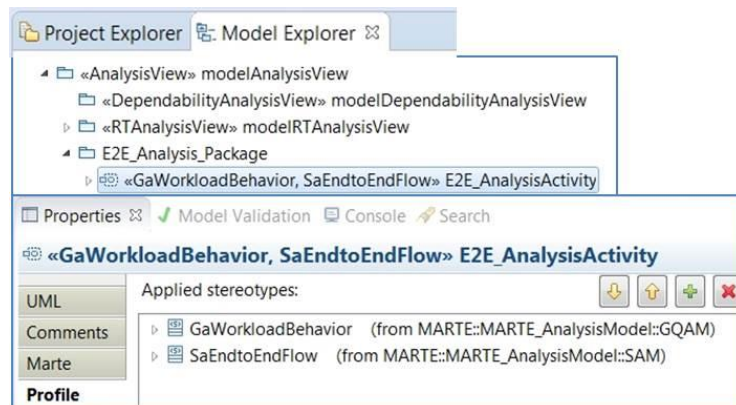 Project Explorer Model Explorer
«AnalysisView» modelAnalysisView
«DependabilityAnalysisView» modelDependabilityAnalysisView
«RTAnalysisView» modelRTAnalysisView
E2E_Analysis_Package
«GaWorkloadBehavior, SaEndtoEndFlow» E2E_AnalysisActivity
Properties Model Validation Console Search
«GaWorkloadBehavior, SaEndtoEndFlow» E2E_AnalysisActivity
UML
Applied stereotypes:
Comments
GaWorkloadBehavior (from MARTE::MARTE_AnalysisModel::GQAM)
Marte
SaEndtoEndFlow (from MARTE::MARTE_AnalysisModel::SAM)
Profile